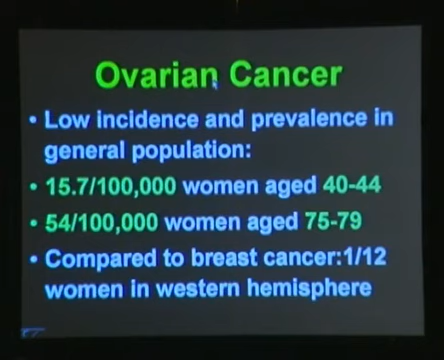 Ovarian Cancer
• Low incidence and prevalence in
general population:
• 15.7/100,000 women aged 40-44
• 54/100,000 women aged 75-79
• Compared to breast cancer:1/12
women in western hemisphere